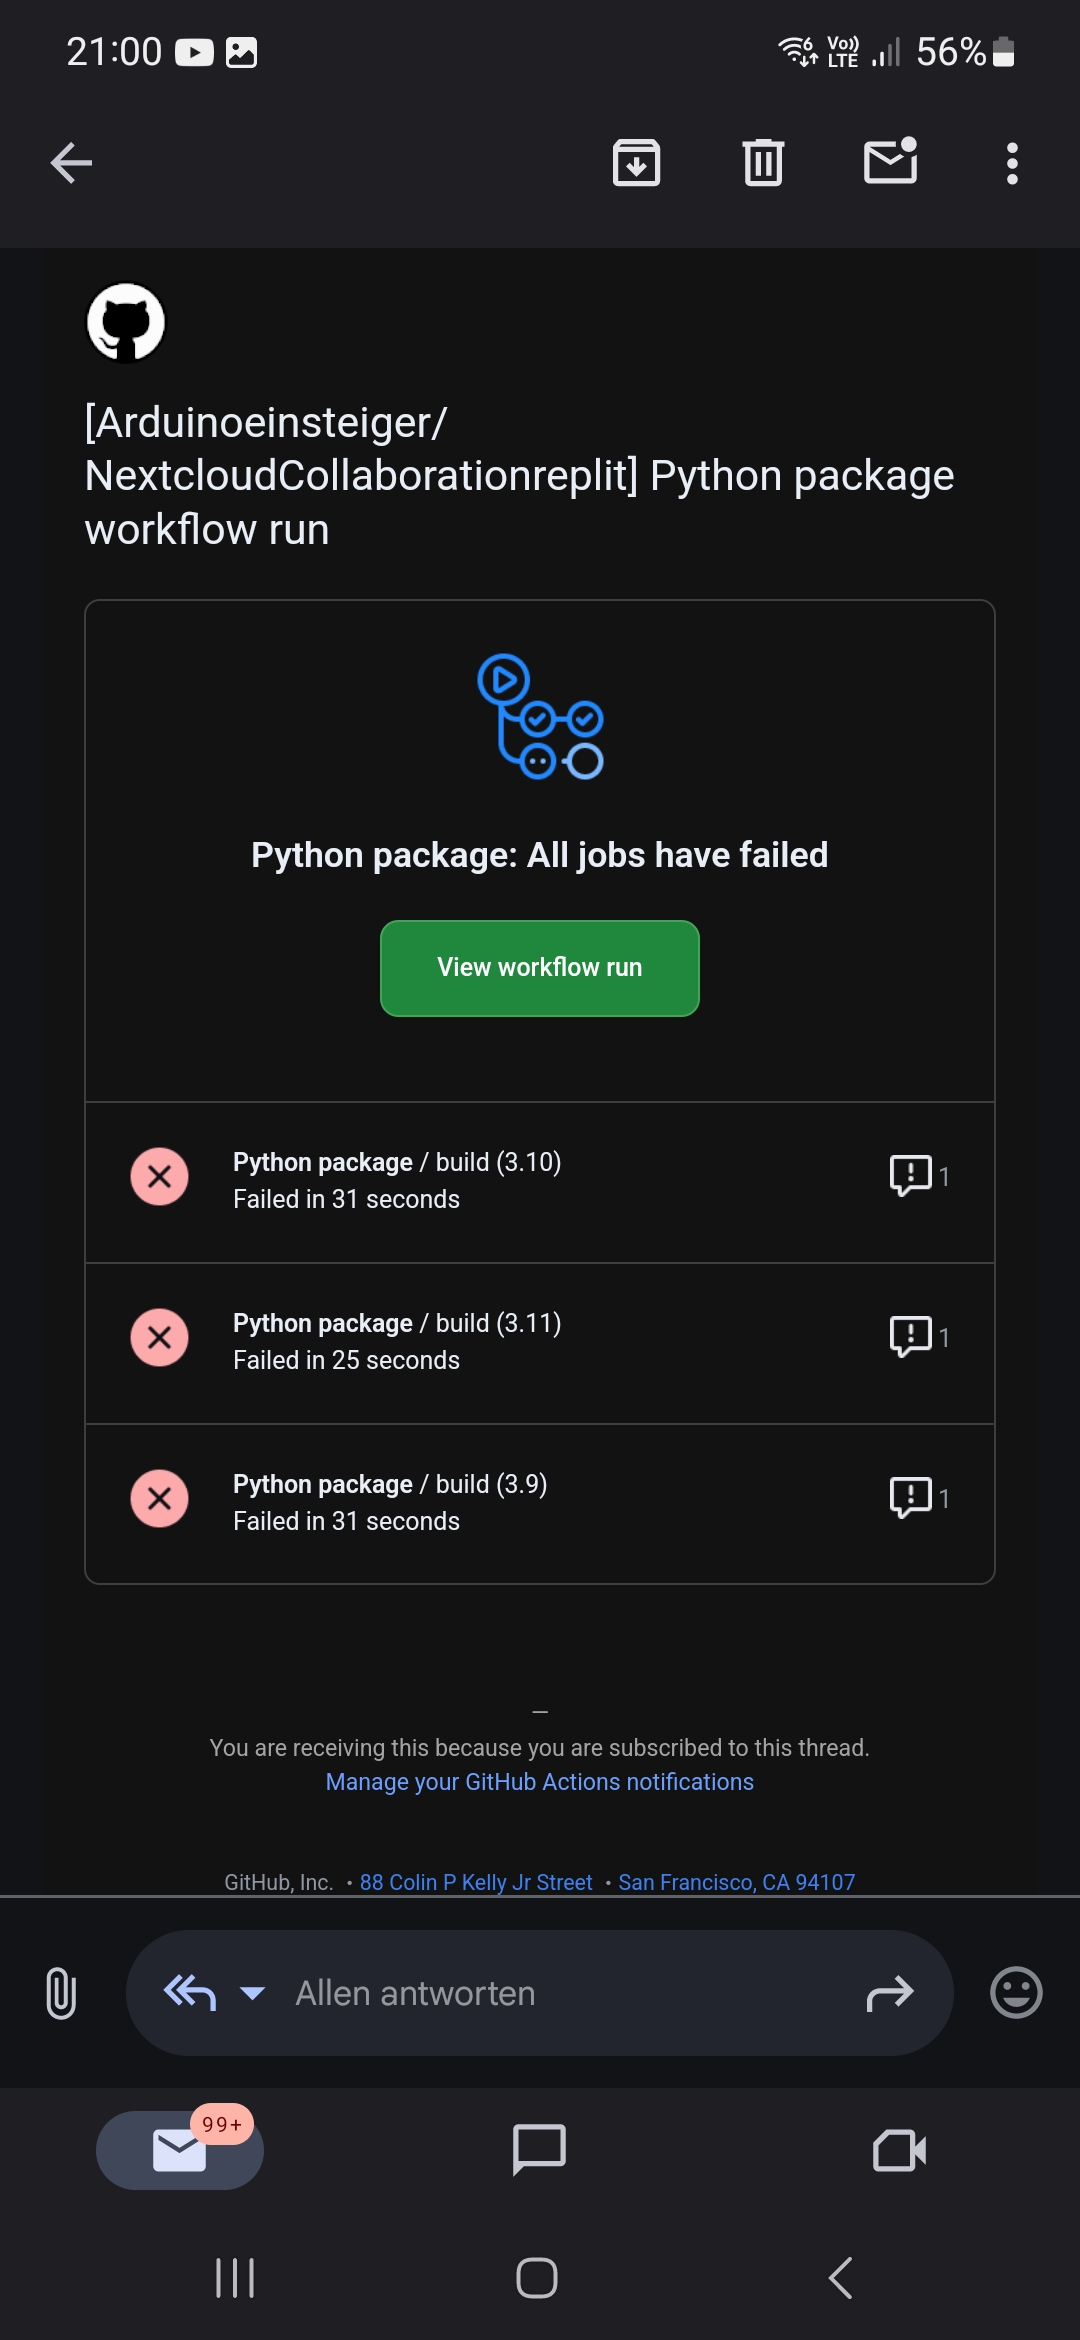 21:00
6 Vo)) LTE 56%
[Arduinoeinsteiger/
NextcloudCollaborationreplit] Python package
workflow run
Python package: All jobs have failed
View workflow run
Python package / build (3.10)
Failed in 31 seconds
1
Python package / build (3.11)
Failed in 25 seconds
1
Python package / build (3.9)
Failed in 31 seconds
1
—
You are receiving this because you are subscribed to this thread.
Manage your GitHub Actions notifications
GitHub, Inc. • 88 Colin P Kelly Jr Street • San Francisco, CA 94107
Allen antworten
99+